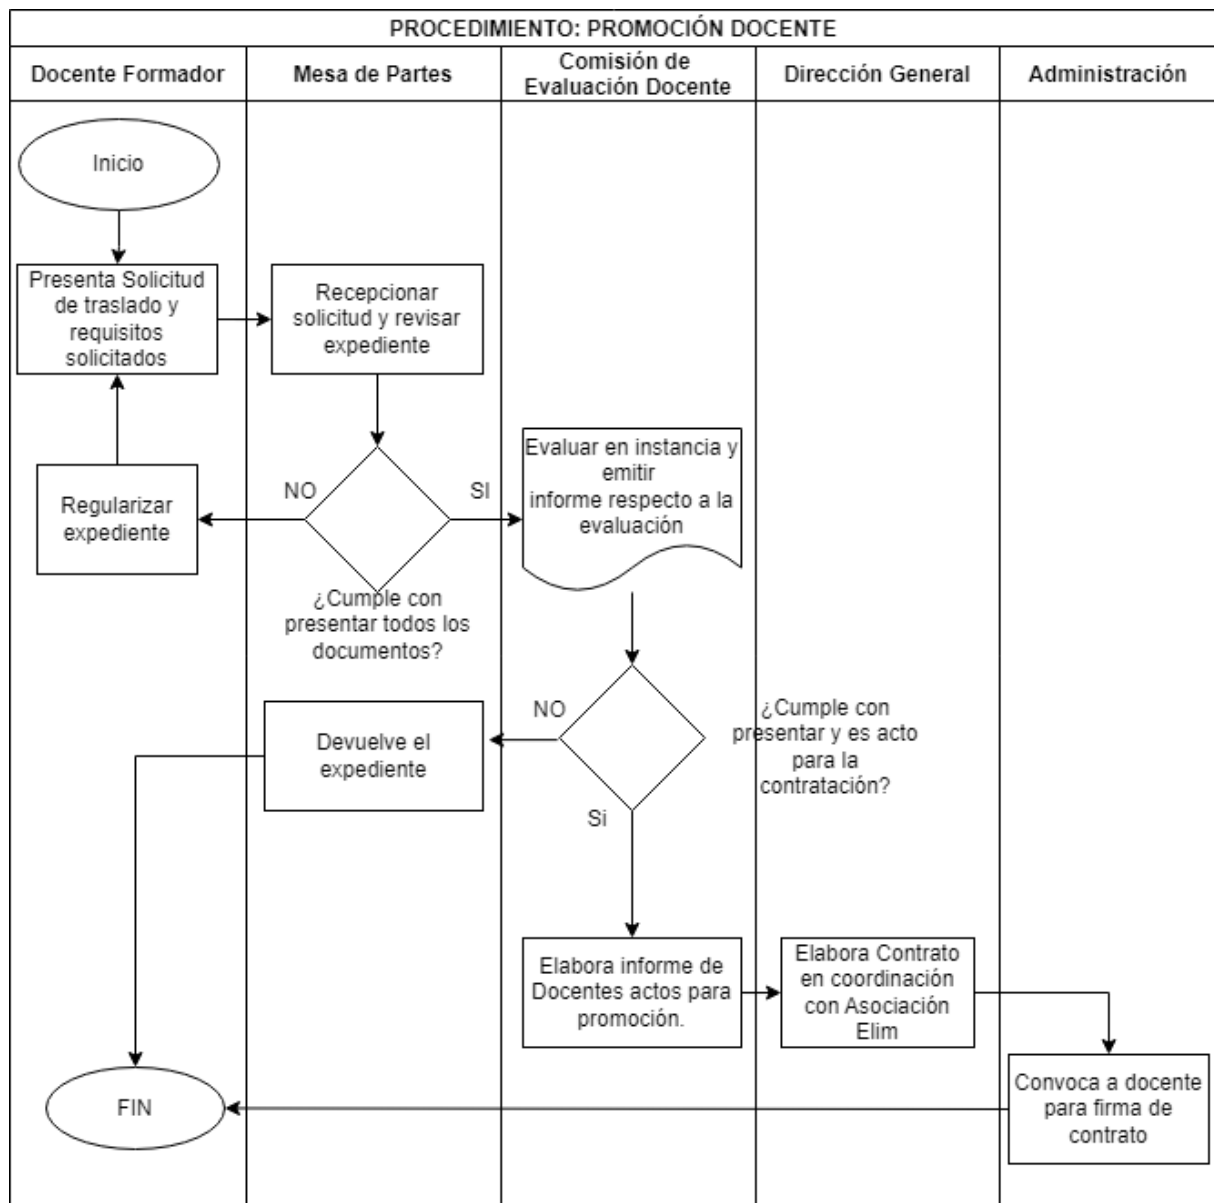 PROCEDIMIENTO: PROMOCIÓN DOCENTE
Docente Formador
Mesa de Partes
Comisión de
Evaluación Docente
Dirección General
Administración
Inicio
Presenta Solicitud
de traslado y
requisitos
solicitados
Recepcionar
solicitud y revisar
expediente
Regularizar
expediente
NO
SI
¿Cumple con
presentar todos los
documentos?
Evaluar en instancia y
emitir
informe respecto a la
evaluación
NO
¿Cumple con
presentar y es acto
para la
contratación?
Si
Devuelve el
expediente
Elabora informe de
Docentes actos para
promoción.
Elabora Contrato
en coordinación
con Asociación
Elim
Convoca a docente
para firma de
contrato
FIN